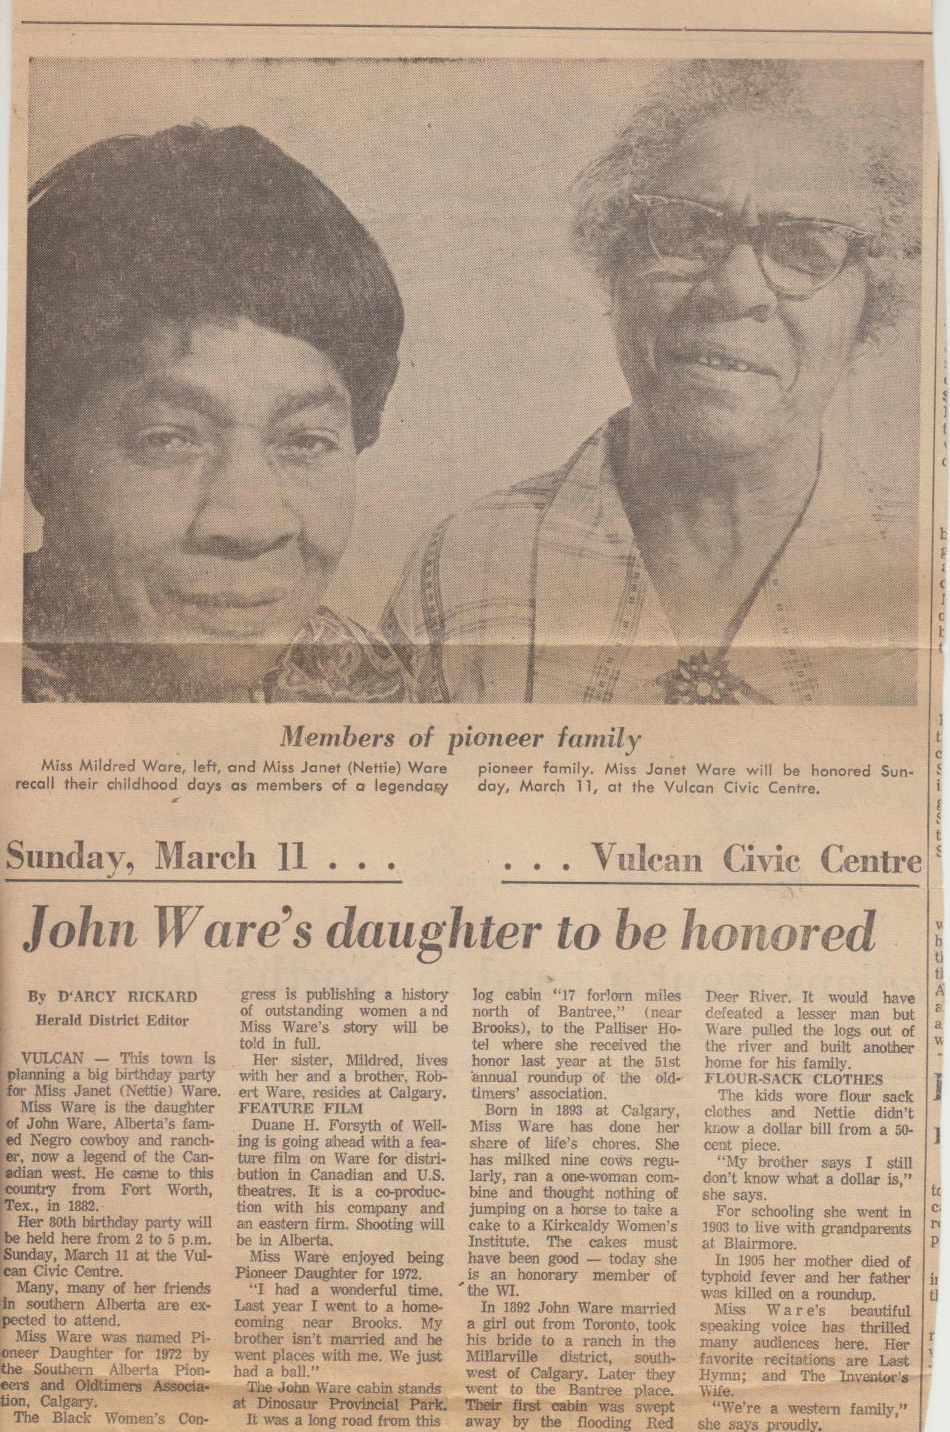 Members of pioneer family
Miss Mildred Ware, left, and Miss Janet (Nettie) Ware
recall their childhood days as members of a legendary
pioneer family. Miss Janet Ware will be honored Sun-
day, March 11, at the Vulcan Civic Centre.
Sunday, March 11 . . .
. . . Vulcan Civic Centre
John Ware's daughter to be honored
By D'ARCY RICKARD
Herald District Editor
VULCAN — This town is
planning a big birthday party
for Miss Janet (Nettie) Ware.
Miss Ware is the daughter
of John Ware, Alberta's fam-
ed Negro cowboy and ranch-
er, now a legend of the Can-
adian west. He came to this
country from Fort Worth,
Tex., in 1882.
Her 80th birthday party will
be held here from 2 to 5 p.m.
Sunday, March 11 at the Vul-
can Civic Centre.
Many, many of her friends
in southern Alberta are ex-
pected to attend.
Miss Ware was named Pi-
oneer Daughter for 1972 by
the Southern Alberta Pion-
eers and Oldtimers Associa-
tion, Calgary.
The Black Women's Con-
gress is publishing a history
of outstanding women and
Miss Ware's story will be
told in full.
Her sister, Mildred, lives
with her and a brother, Rob-
ert Ware, resides at Calgary.
FEATURE FILM
Duane H. Forsyth of Well-
ing is going ahead with a fea-
ture film on Ware for distri-
bution in Canadian and U.S.
theatres. It is a co-produc-
tion with his company and
an eastern firm. Shooting will
be in Alberta.
Miss Ware enjoyed being
Pioneer Daughter for 1972.
"I had a wonderful time.
Last year I went to a home-
coming near Brooks. My
brother isn't married and he
went places with me. We just
had a ball."
The John Ware cabin stands
at Dinosaur Provincial Park.
It was a long road from this
log cabin "17 forlorn miles
north of Bantree," (near
Brooks), to the Palliser Ho-
tel where she received the
honor last year at the 51st
annual roundup of the old-
timers' association.
Born in 1893 at Calgary,
Miss Ware has done her
share of life's chores. She
has milked nine cows regu-
larly, ran a one-woman com-
bine and thought nothing of
jumping on a horse to take a
cake to a Kirkcaldy Women's
Institute. The cakes must
have been good — today she
is an honorary member of
the WI.
In 1892 John Ware married
a girl out from Toronto, took
his bride to a ranch in the
Millarville district, south-
west of Calgary. Later they
went to the Bantree place.
Their first cabin was swept
away by the flooding Red
Deer River. It would have
defeated a lesser man but
Ware pulled the logs out of
the river and built another
home for his family.
FLOUR-SACK CLOTHES
The kids wore flour sack
clothes and Nettie didn't
know a dollar bill from a 50-
cent piece.
"My brother says I still
don't know what a dollar is,"
she says.
For schooling she went in
1903 to live with grandparents
at Blairmore.
In 1905 her mother died of
typhoid fever and her father
was killed on a roundup.
Miss Ware's beautiful
speaking voice has thrilled
many audiences here. Her
favorite recitations are Last
Hymn; and The Inventor's
Wife.
"We're a western family,"
she says proudly.